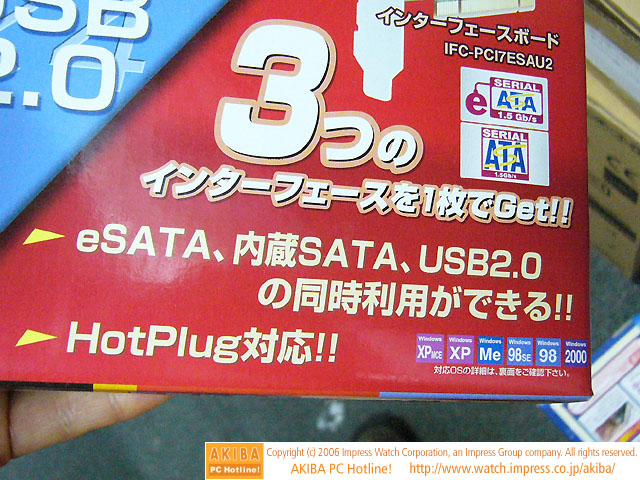 USB
2.0
インターフェースボード
IFC-PCI7ESAU2
SERIAL
e ATA
1.5 Gb/s
SERIAL
ATA
1.5Gb/s
3つの
インターフェースを1枚でGet!!
eSATA、内蔵SATA、USB2.0
の同時利用ができる!!
HotPlug対応!!
Windows XP MCE
Windows XP
Windows Me
Windows 98SE
Windows 98
Windows 2000
対応OSの詳細は、裏面をご確認下さい。
AKIBA
PC Hotline!
Copyright (c) 2006 Impress Watch Corporation, an Impress Group company. All rights reserved.
AKIBA PC Hotline! http://www.watch.impress.co.jp/akiba/